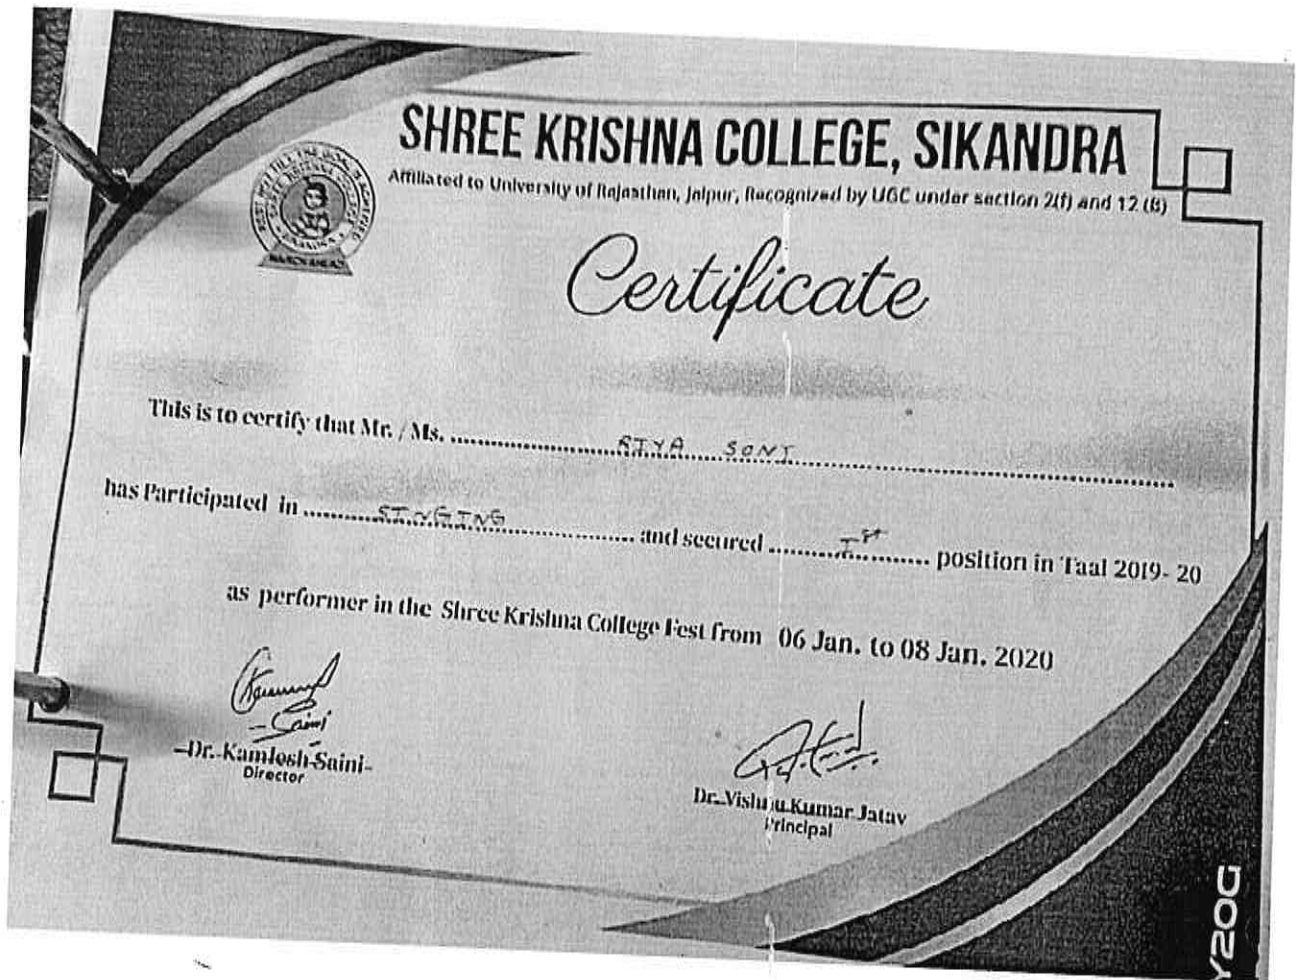 SHREE KRISHNA COLLEGE, SIKANDRA
Affiliated to University of Rajasthan, Jaipur, Recognized by UGC under section 2(f) and 12 (B)
Certificate
This is to certify that Mr. / Ms. RIYA SONI
has Participated in SINGING and secured Ist position in Taal 2019- 20
as performer in the Shree Krishna College Fest from 06 Jan. to 08 Jan. 2020
Saini
Dr. Kamlesh Saini
Director
Dr. Vishnu Kumar Jatav
Principal
Y20G